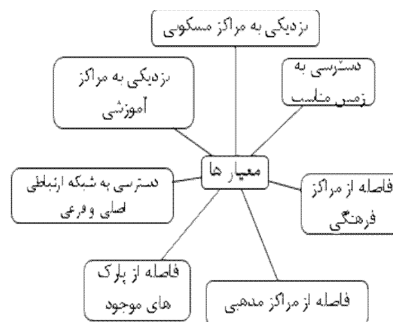 نزدیکی به مراکز مسکونی
دسترسی به
زمین مناسب
نزدیکی به مراکز
آموزشی
معیار ها
دسترسی به شبکه ارتباطی
اصلی و فرعی
فاصله از مراکز
فرهنگی
فاصله از پارک
های موجود
فاصله از مراکز مذهبی